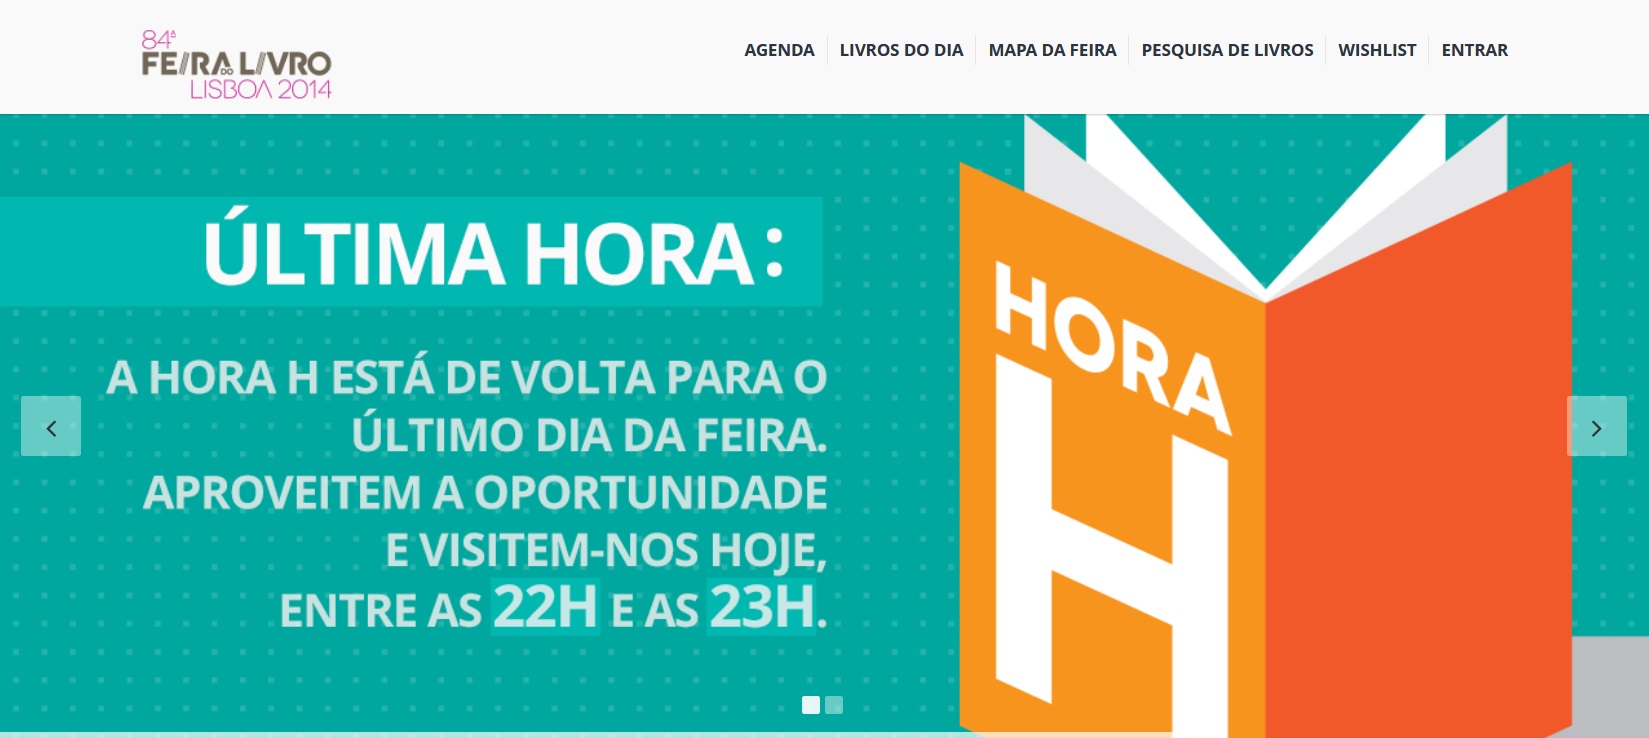 84ª
FEIRA DO LIVRO
LISBOA 2014
AGENDA LIVROS DO DIA MAPA DA FEIRA PESQUISA DE LIVROS WISHLIST ENTRAR
ÚLTIMA HORA:
A HORA H ESTÁ DE VOLTA PARA O
ÚLTIMO DIA DA FEIRA.
APROVEITEM A OPORTUNIDADE
E VISITEM-NOS HOJE,
ENTRE AS 22H E AS 23H.
HORA
H